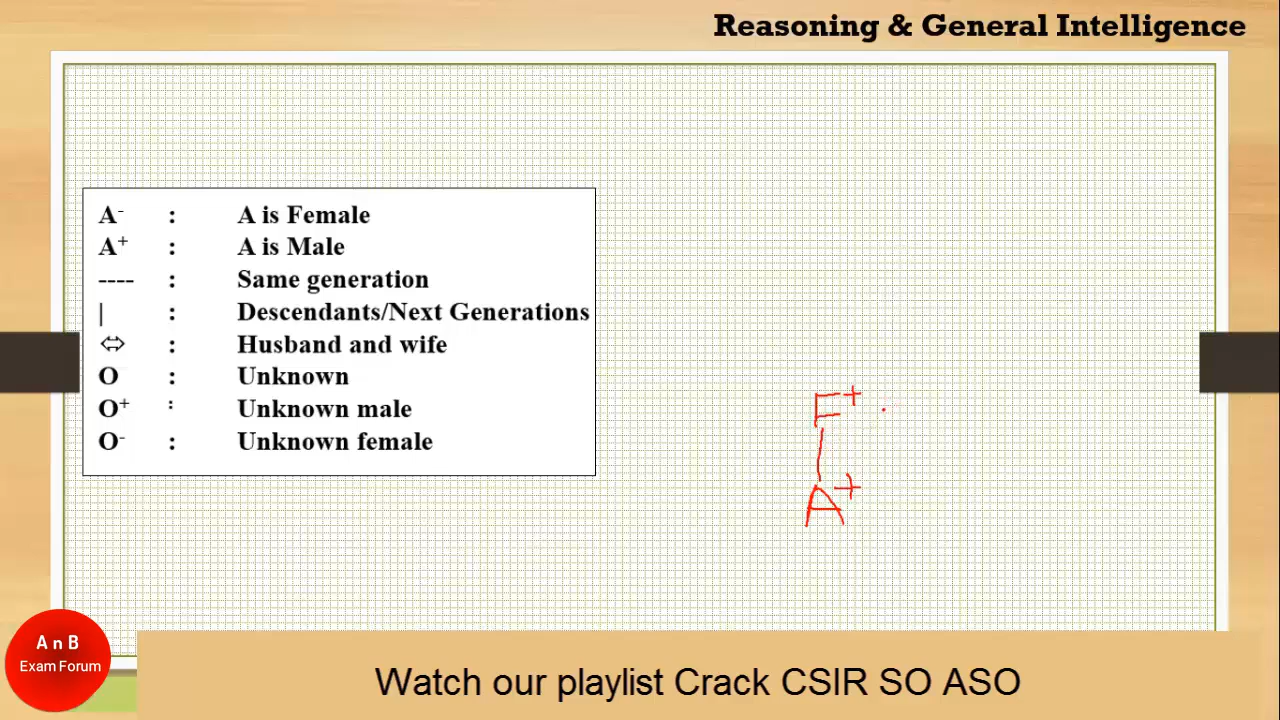 Reasoning & General Intelligence
A- : A is Female
A+ : A is Male
---- : Same generation
| : Descendants/Next Generations
⇔ : Husband and wife
O : Unknown
O+ : Unknown male
O- : Unknown female
F+
A+
A n B
Exam Forum
Watch our playlist Crack CSIR SO ASO